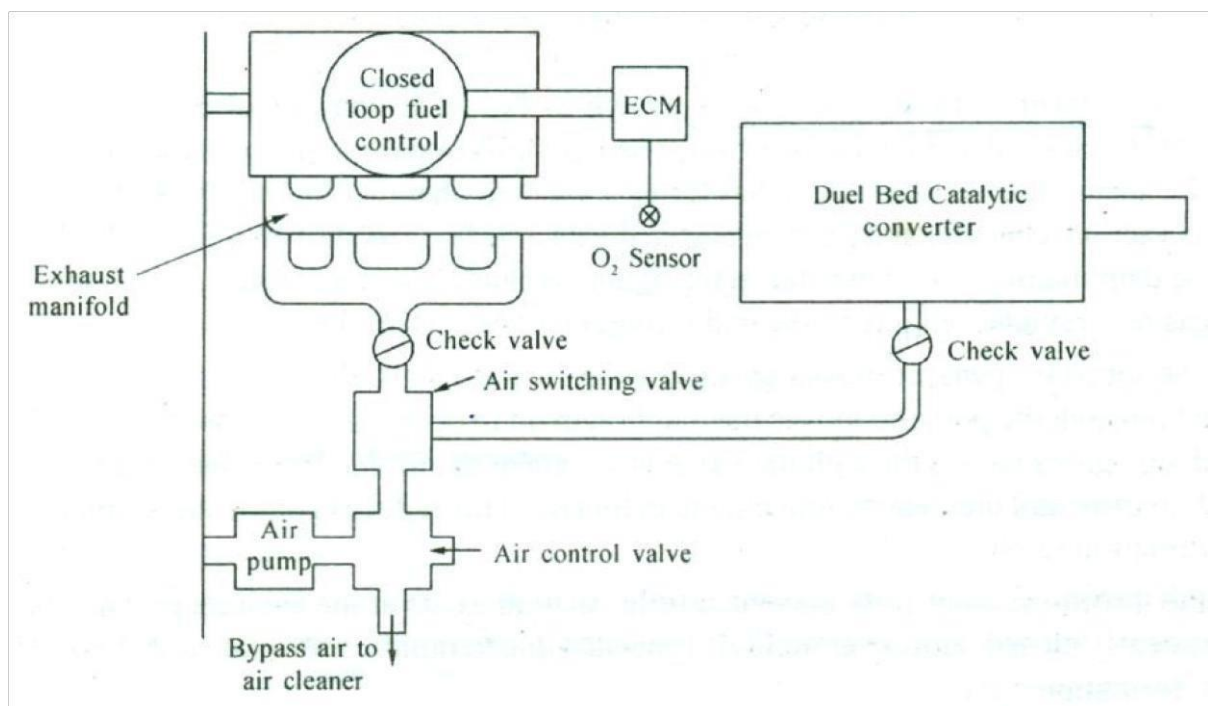 Closed
loop fuel
control
ECM
Duel Bed Catalytic
converter
O₂ Sensor
Exhaust
manifold
Check valve
Check valve
Air switching valve
Air
pump
Air control valve
Bypass air to
air cleaner